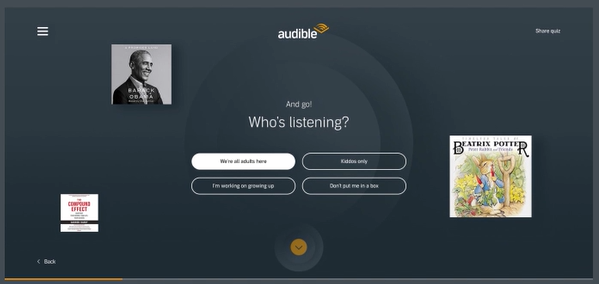 audible
Share quiz
BARACK
OBAMA
And go!
Who's listening?
We're all adults here
Kiddos only
I'm working on growing up
Don't put me in a box
BEATRIX POTTER
Peter Rabbit and Friends
THE
COMPOUND
EFFECT
Back